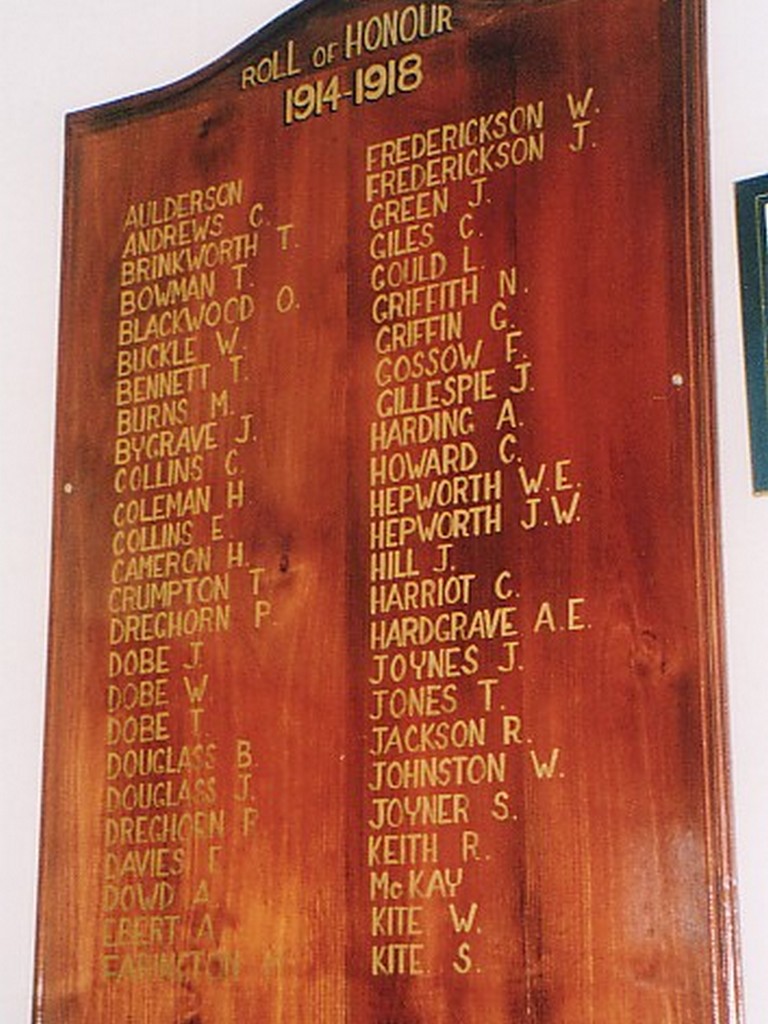 ROLL OF HONOUR
1914-1918
AULDERSON
ANDREWS C.
BRINKWORTH T.
BOWMAN T.
BLACKWOOD O.
BUCKLE W.
BENNETT T.
BURNS M.
BYGRAVE J.
COLLINS C.
COLEMAN H.
COLLINS E.
CAMERON H.
CRUMPTON T.
DREGHORN P.
DOBE J.
DOBE W.
DOBE T.
DOUGLASS B.
DOUGLASS J.
DREGHORN
DAVIES F.
DOWD A.
EBERT A.
EARINGTON
FREDERICKSON W.
FREDERICKSON J.
GREEN J.
GILES C.
GOULD L.
GRIFFITH N.
GRIFFIN G.
GOSSOW F.
GILLESPIE J.
HARDING A.
HOWARD C.
HEPWORTH W.E.
HEPWORTH J.W.
HILL J.
HARRIOT C.
HARDGRAVE A.E.
JOYNES J.
JONES T.
JACKSON R.
JOHNSTON W.
JOYNER S.
KEITH R.
McKAY
KITE W.
KITE S.